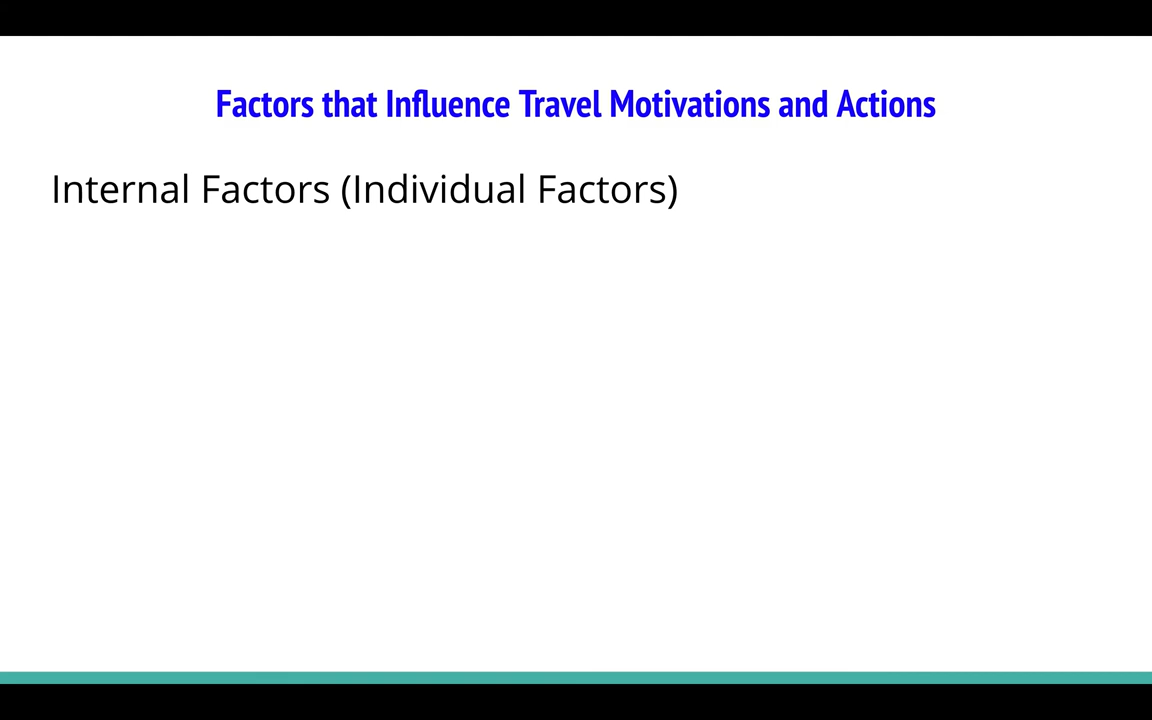 Factors that Influence Travel Motivations and Actions
Internal Factors (Individual Factors)